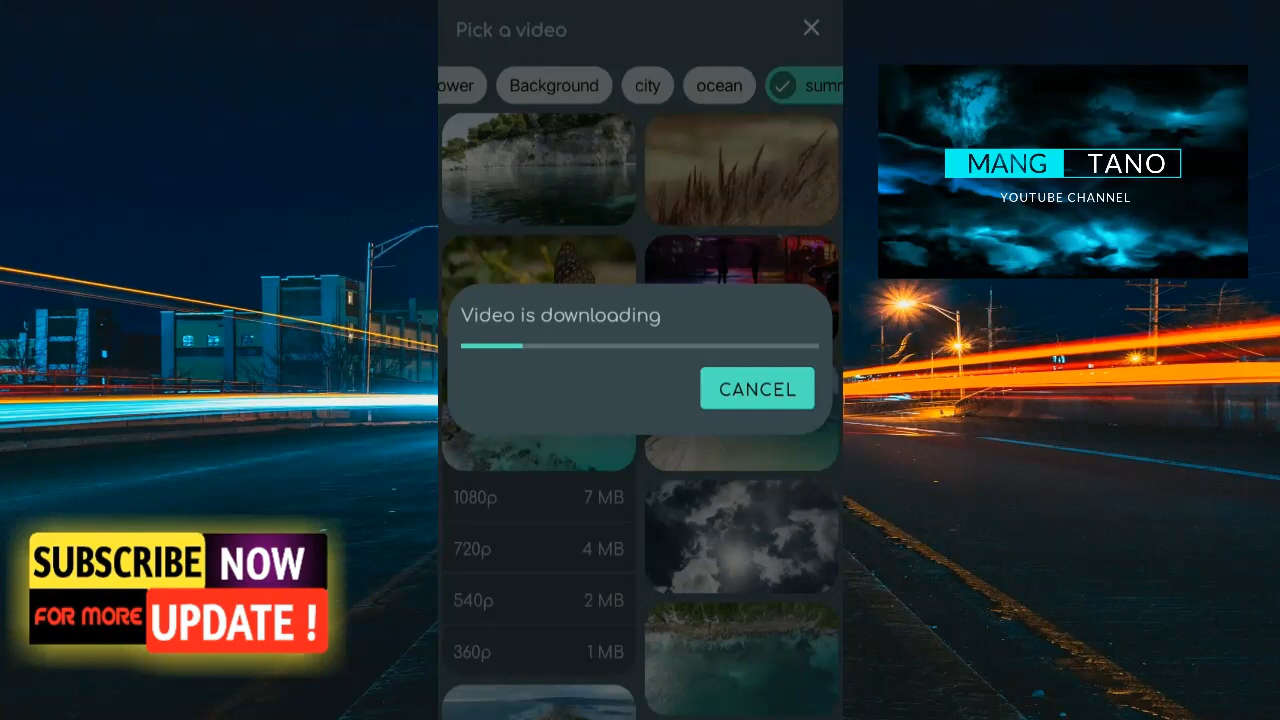 Pick a video
ower
Background
city
ocean
sumr
MANG TANO
YOUTUBE CHANNEL
Video is downloading
CANCEL
1080p 7 MB
720p 4 MB
540p 2 MB
360p 1 MB
SUBSCRIBE NOW
FOR MORE UPDATE !